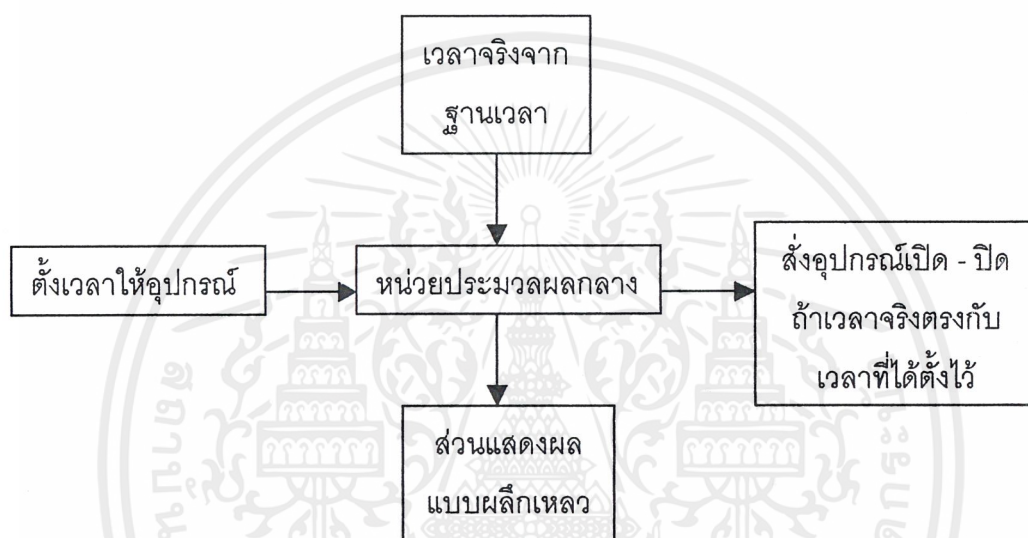 เวลาจริงจาก
ฐานเวลา
ตั้งเวลาให้อุปกรณ์
หน่วยประมวลผลกลาง
สั่งอุปกรณ์เปิด - ปิด
ถ้าเวลาจริงตรงกับ
เวลาที่ได้ตั้งไว้
ส่วนแสดงผล
แบบผลึกเหลว